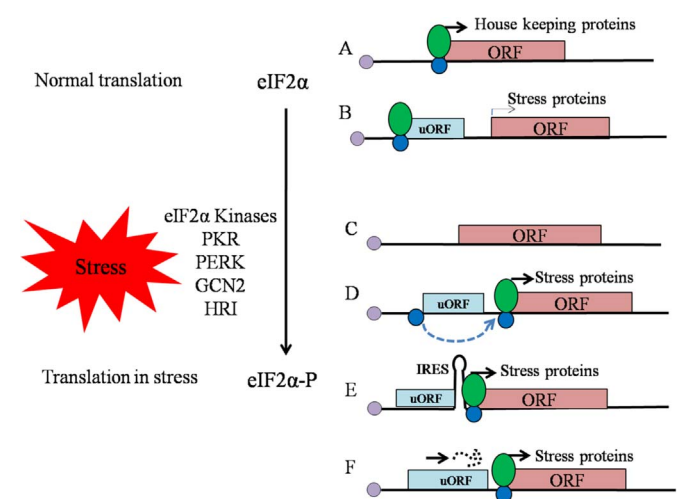 A
House keeping proteins
ORF
Normal translation
eIF2α
B
Stress proteins
uORF
ORF
Stress
eIF2α Kinases
PKR
PERK
GCN2
HRI
C
ORF
D
Stress proteins
uORF
ORF
Translation in stress
eIF2α-P
E
IRES
Stress proteins
uORF
ORF
F
Stress proteins
uORF
ORF